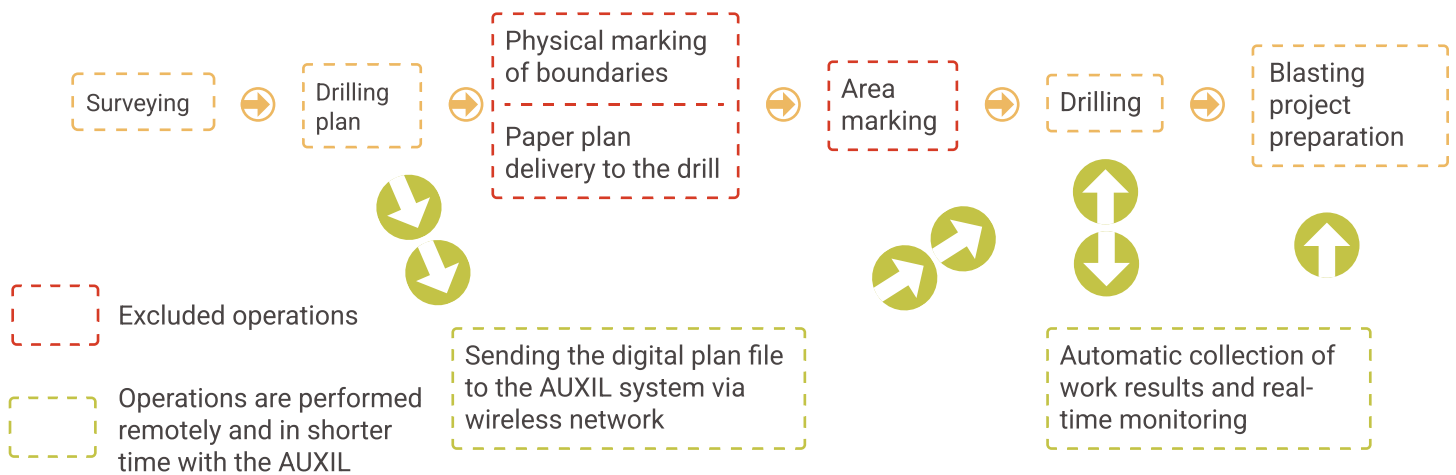 Surveying
Drilling
plan
Physical marking
of boundaries
Paper plan
delivery to the drill
Area
marking
Drilling
Blasting
project
preparation
Excluded operations
Operations are performed
remotely and in shorter
time with the AUXIL
Sending the digital plan file
to the AUXIL system via
wireless network
Automatic collection of
work results and real-
time monitoring